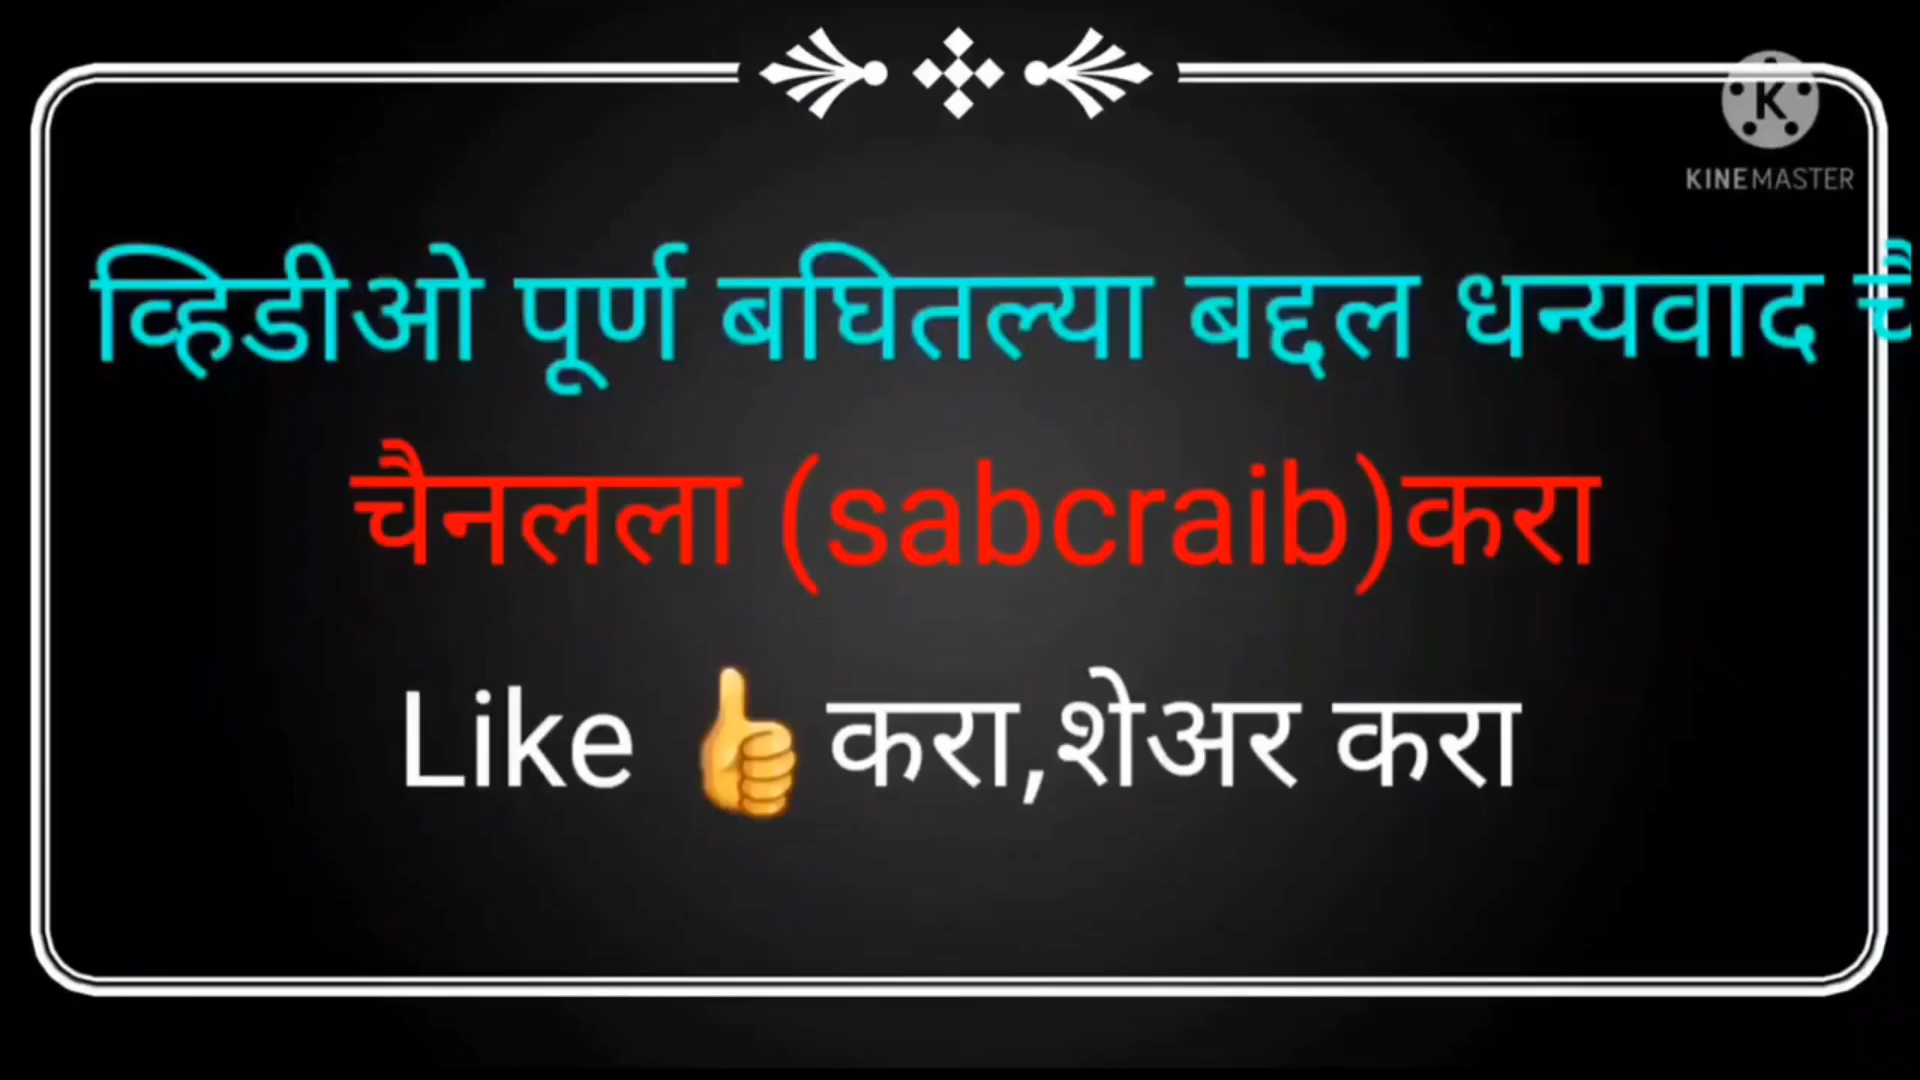 KINEMASTER
व्हिडीओ पूर्ण बघितल्या बद्दल धन्यवाद
चैनलला (sabcraib)करा
Like 👍 करा,शेअर करा